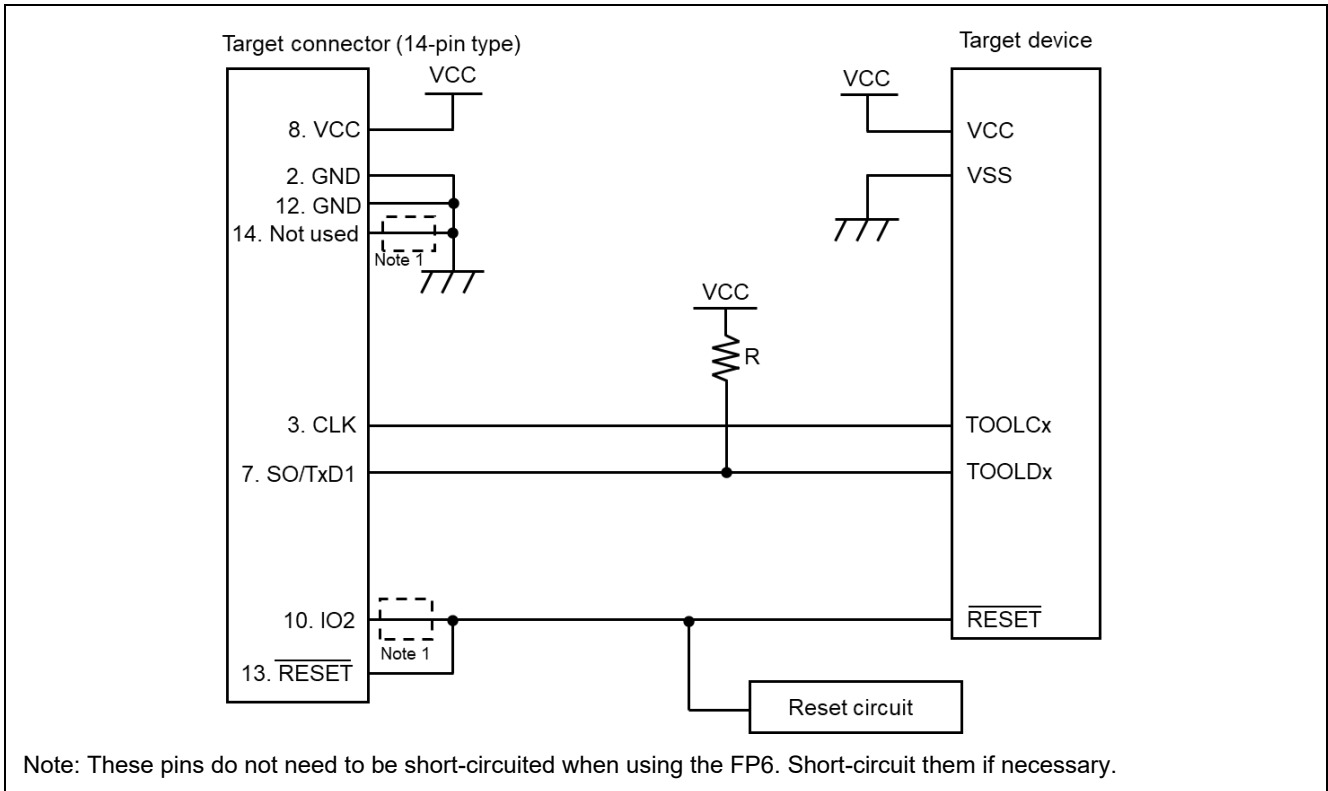 Target connector (14-pin type)
Target device
VCC
VCC
8. VCC
VCC
2. GND
VSS
12. GND
14. Not used
Note 1
VCC
R
3. CLK
TOOLCx
7. SO/TxD1
TOOLDx
10. IO2
RESET
Note 1
13. RESET
Reset circuit
Note: These pins do not need to be short-circuited when using the FP6. Short-circuit them if necessary.